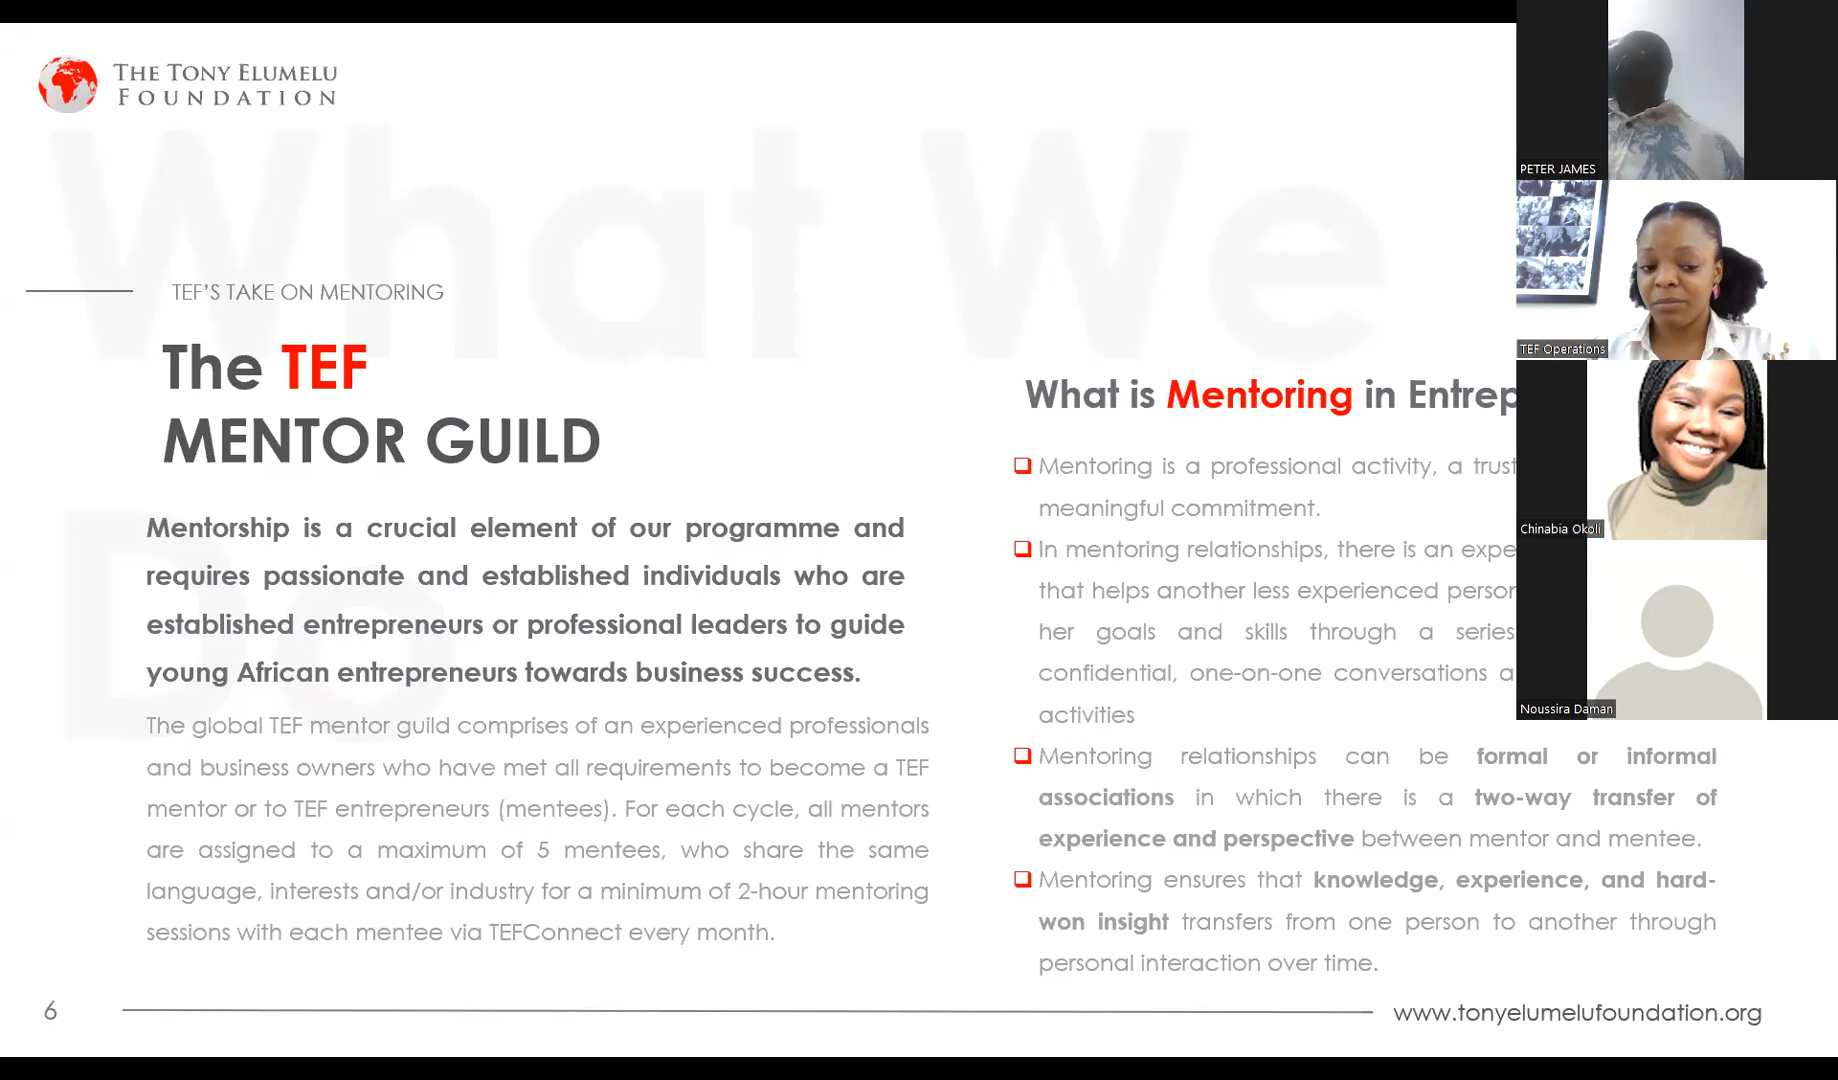 THE TONY ELUMELU
FOUNDATION
What We
Do
TEF'S TAKE ON MENTORING
The TEF
MENTOR GUILD
Mentorship is a crucial element of our programme and
requires passionate and established individuals who are
established entrepreneurs or professional leaders to guide
young African entrepreneurs towards business success.
The global TEF mentor guild comprises of an experienced professionals
and business owners who have met all requirements to become a TEF
mentor or to TEF entrepreneurs (mentees). For each cycle, all mentors
are assigned to a maximum of 5 mentees, who share the same
language, interests and/or industry for a minimum of 2-hour mentoring
sessions with each mentee via TEFConnect every month.
What is Mentoring in
Mentoring is a professional activity, a
meaningful commitment.
In mentoring relationships, there is an
that helps another less experienced
her goals and skills through a series
confidential, one-on-one conversations
activities
Mentoring relationships can be formal or informal
associations in which there is a two-way transfer of
experience and perspective between mentor and mentee.
Mentoring ensures that knowledge, experience, and hard-
won insight transfers from one person to another through
personal interaction over time.
6
www.tonyelumelufoundation.org
PETER JAMES
TEF Operations
Chinabia Okoli
Noussira Daman